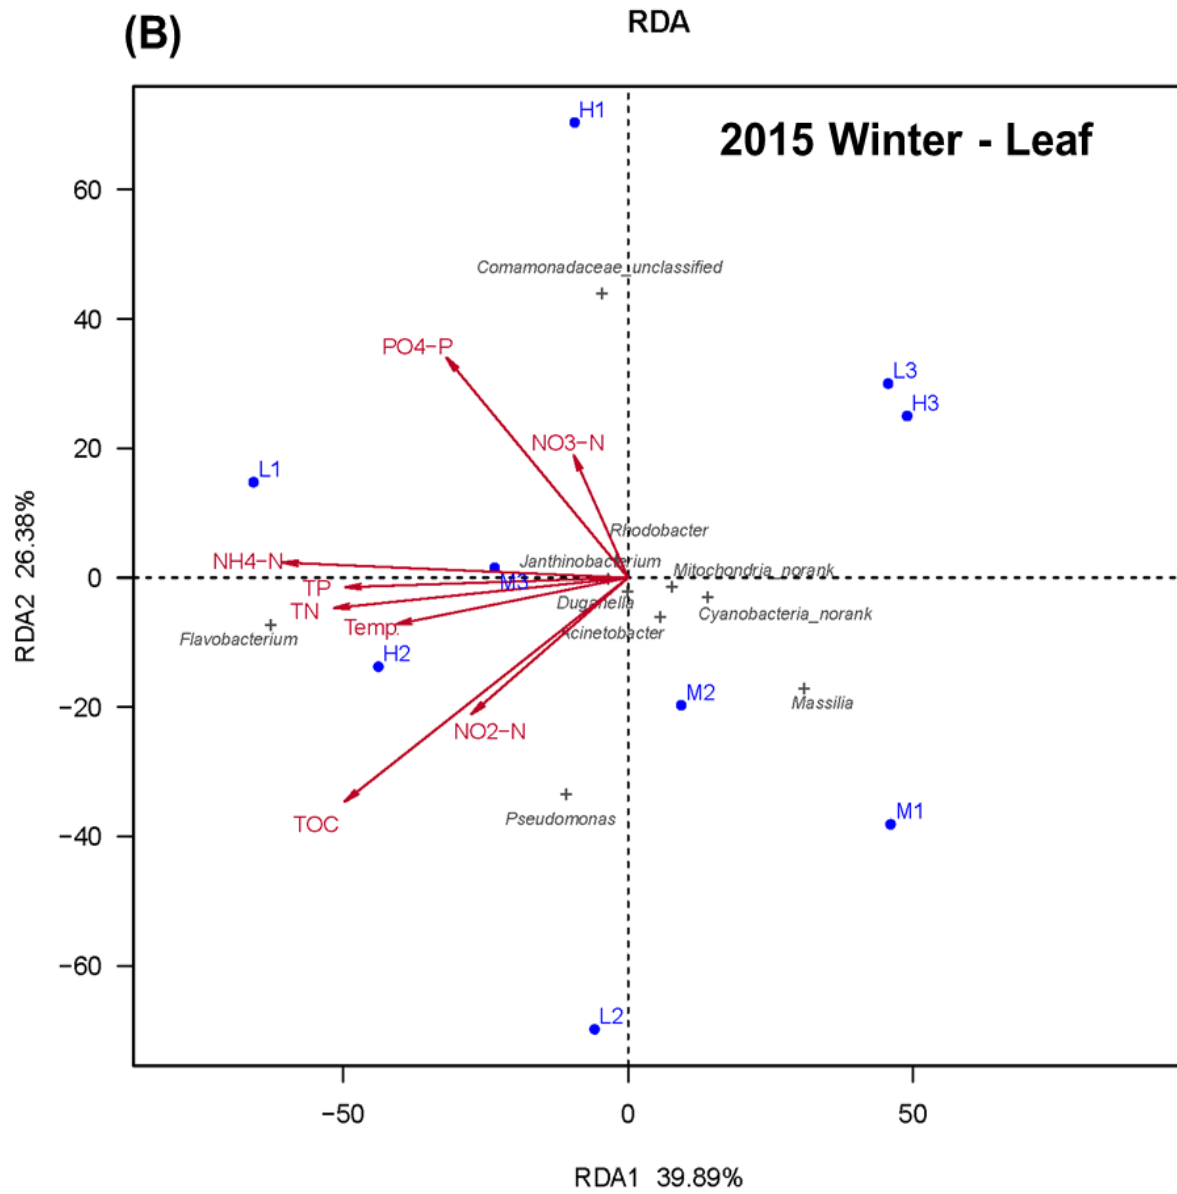 (B)
RDA
2015 Winter - Leaf
H1
60
Comamonadaceae_unclassified
40
PO4-P
L3
H3
NO3-N
20
L1
Rhodobacter
NH4-N
Janthinobacterium
Mitochondria_norank
0
M3
TP
TN
Duganella
Cyanobacteria_norank
Temp.
Acinetobacter
Flavobacterium
H2
M2
Massilia
-20
NO2-N
TOC
Pseudomonas
M1
-40
-60
L2
RDA2 26.38%
-50
0
50
RDA1 39.89%